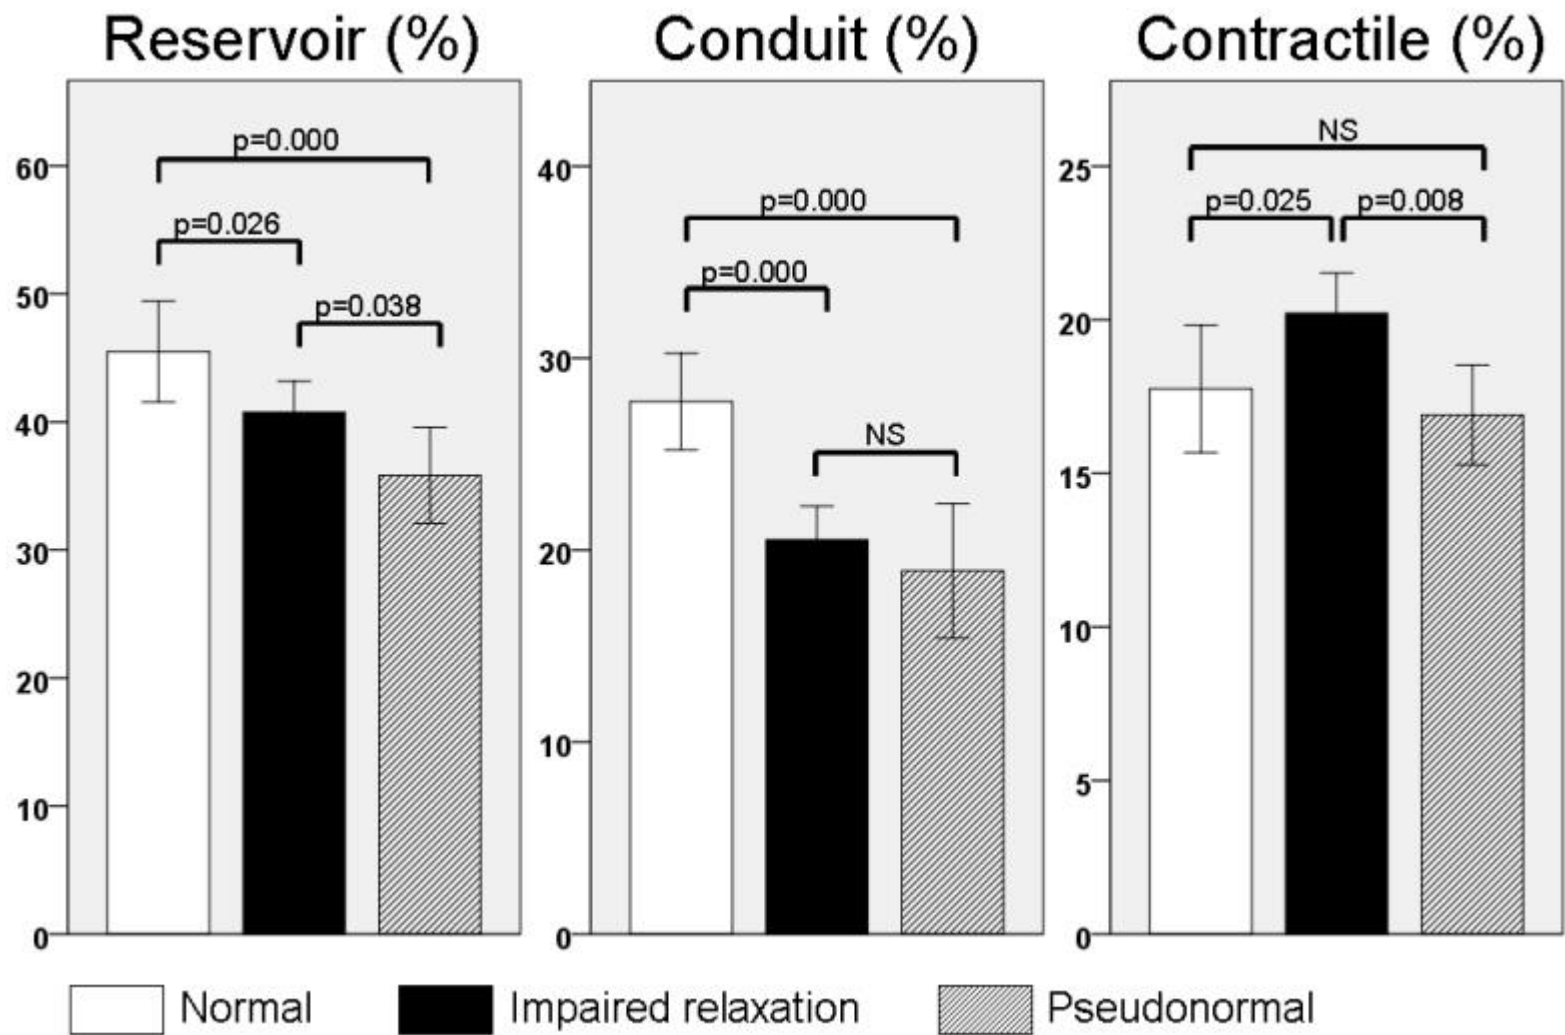 Reservoir (%)
Conduit (%)
Contractile (%)
p=0.000
60
p=0.026
50
p=0.038
40
30
20
10
0
40
p=0.000
p=0.000
30
NS
20
10
0
NS
25
p=0.025
p=0.008
20
15
10
5
0
Normal
Impaired relaxation
Pseudonormal